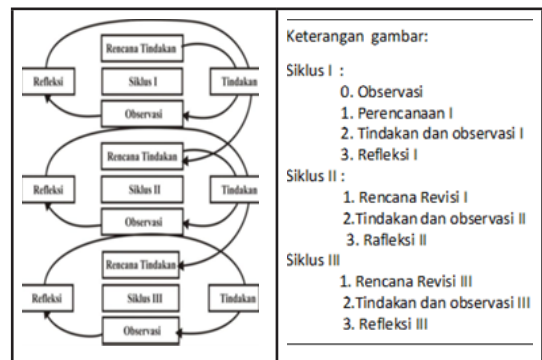 Rencana Tindakan
Refleksi
Siklus I
Tindakan
Observasi
Rencana Tindakan
Refleksi
Siklus II
Tindakan
Observasi
Rencana Tindakan
Refleksi
Siklus III
Tindakan
Observasi
Keterangan gambar:
Siklus I :
0. Observasi
1. Perencanaan I
2. Tindakan dan observasi I
3. Refleksi I
Siklus II :
1. Rencana Revisi I
2.Tindakan dan observasi II
3. Rafleksi II
Siklus III
1. Rencana Revisi III
2.Tindakan dan observasi III
3. Refleksi III